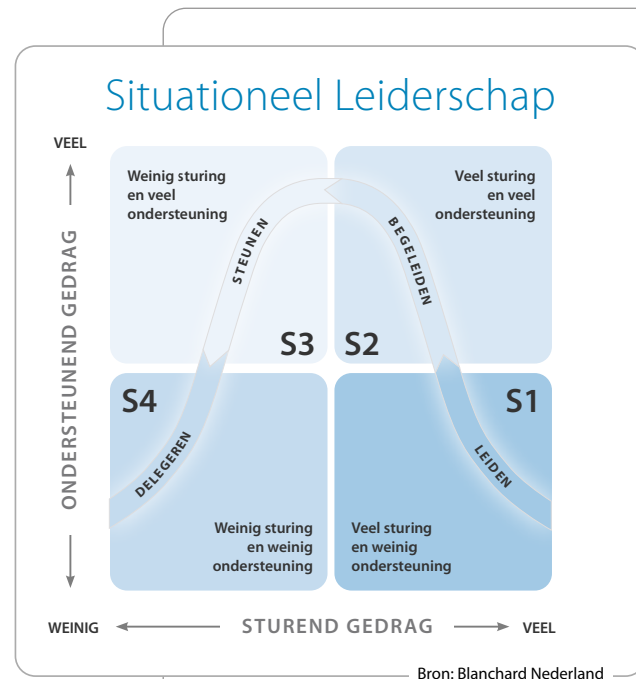 Situationeel Leiderschap
VEEL
Weinig sturing
en veel
ondersteuning
Veel sturing
en veel
ondersteuning
STEUNEN
BEGELEIDEN
ONDERSTEUNEND GEDRAG
S3
S2
S4
S1
DELEGEREN
LEIDEN
Weinig sturing
en weinig
ondersteuning
Veel sturing
en weinig
ondersteuning
WEINIG
STUREND GEDRAG
VEEL
Bron: Blanchard Nederland